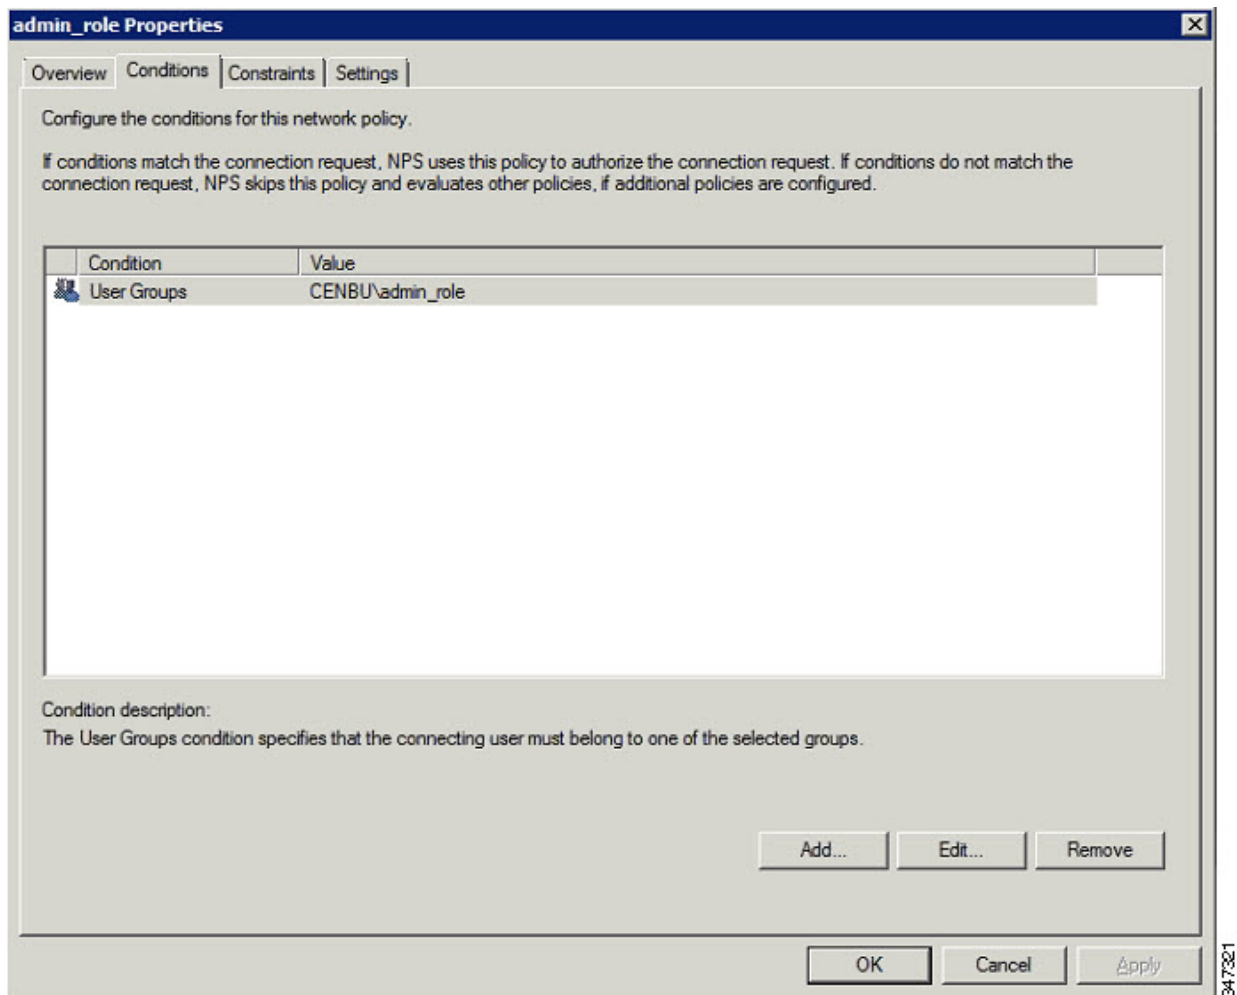 admin_role Properties
Overview
Conditions
Constraints
Settings
Configure the conditions for this network policy.
If conditions match the connection request, NPS uses this policy to authorize the connection request. If conditions do not match the
connection request, NPS skips this policy and evaluates other policies, if additional policies are configured.
Condition Value
User Groups CENBU\admin_role
Condition description:
The User Groups condition specifies that the connecting user must belong to one of the selected groups.
Add... Edit... Remove
OK Cancel Apply
347321